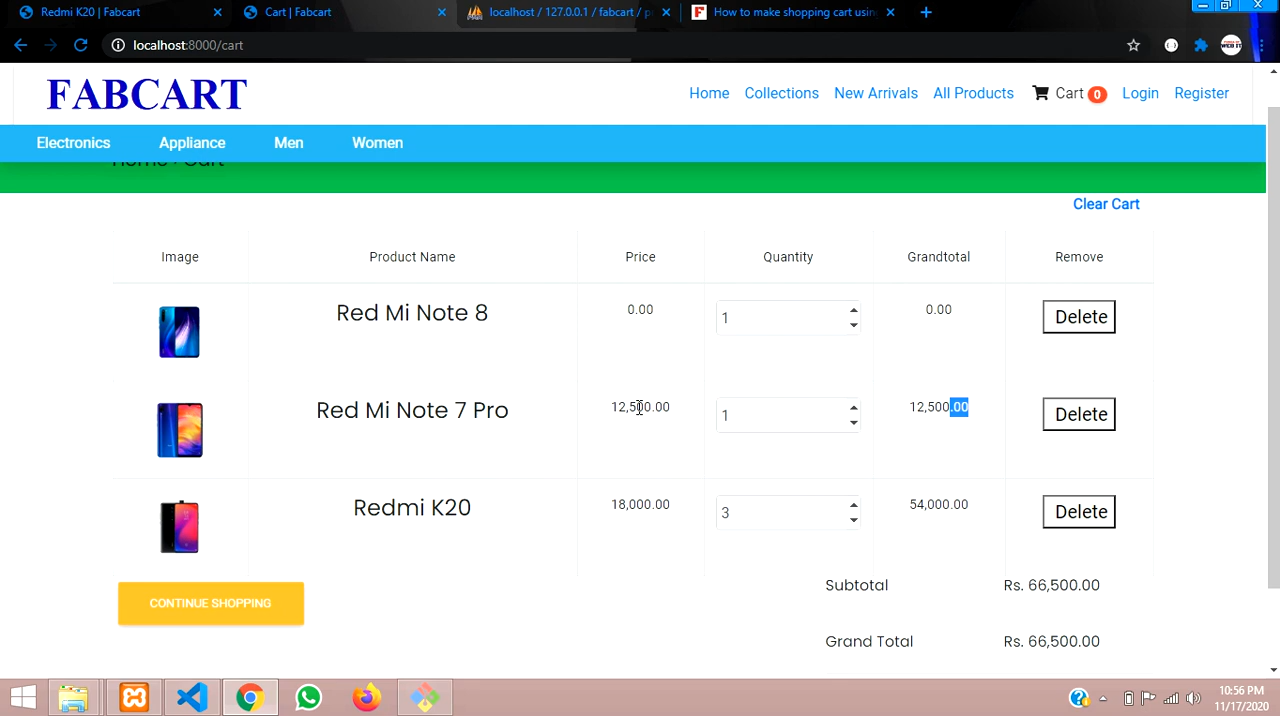 Redmi K20 | Fabcart
Cart | Fabcart
localhost / 127.0.0.1 / fabcart / p
How to make shopping cart using
localhost:8000/cart
FABCART
Home Collections New Arrivals All Products Cart 0 Login Register
Electronics Appliance Men Women
Clear Cart
Image Product Name Price Quantity Grandtotal Remove
Red Mi Note 8 0.00 1 0.00 Delete
Red Mi Note 7 Pro 12,500.00 1 12,500.00 Delete
Redmi K20 18,000.00 3 54,000.00 Delete
CONTINUE SHOPPING
Subtotal Rs. 66,500.00
Grand Total Rs. 66,500.00
10:56 PM
11/17/2020